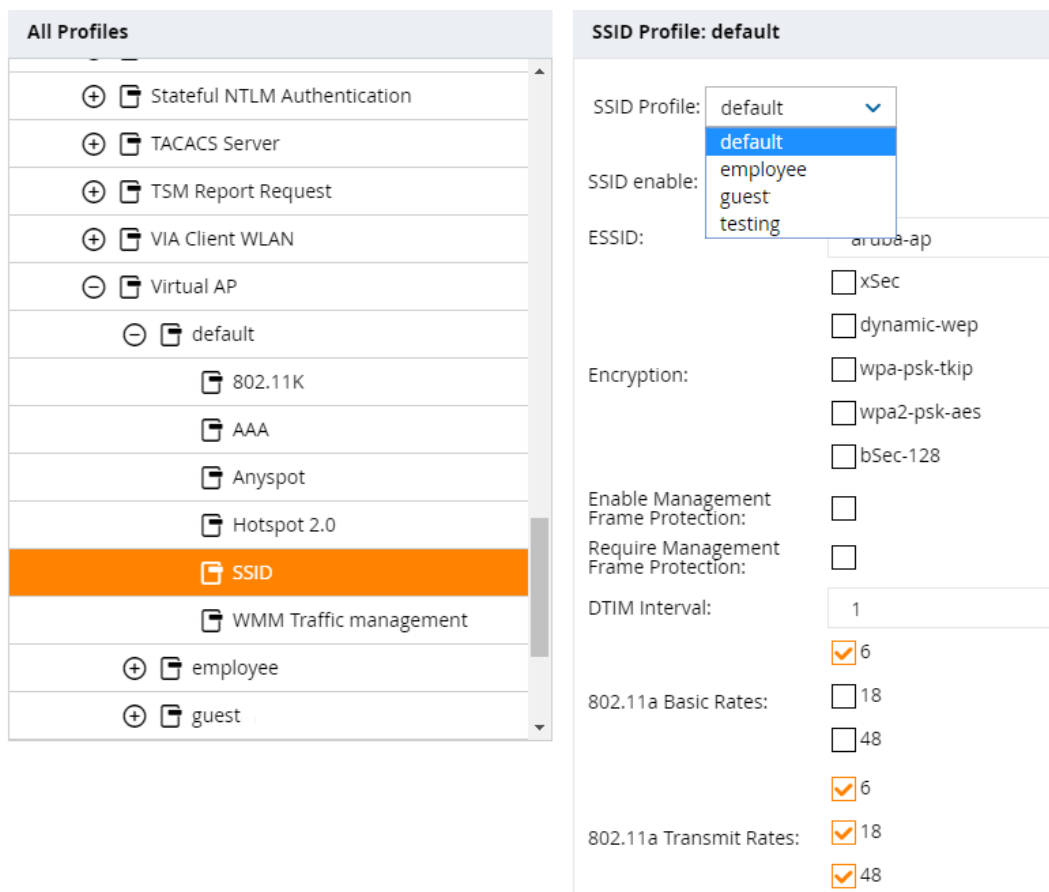 All Profiles
Stateful NTLM Authentication
TACACS Server
TSM Report Request
VIA Client WLAN
Virtual AP
default
802.11K
AAA
Anyspot
Hotspot 2.0
SSID
WMM Traffic management
employee
guest
SSID Profile: default
SSID Profile: default
default
employee
guest
testing
SSID enable:
ESSID: aruba-ap
Encryption:
xSec
dynamic-wep
wpa-psk-tkip
wpa2-psk-aes
bSec-128
Enable Management
Frame Protection:
Require Management
Frame Protection:
DTIM Interval: 1
802.11a Basic Rates:
6
18
48
802.11a Transmit Rates:
6
18
48